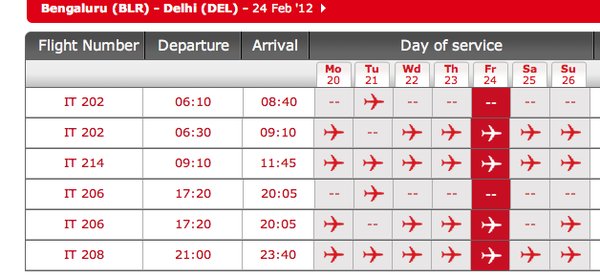 Bengaluru (BLR) - Delhi (DEL) - 24 Feb '12
Flight Number Departure Arrival Day of service
Mo Tu Wd Th Fr Sa Su
20 21 22 23 24 25 26
IT 202 06:10 08:40 -- -- -- -- -- --
IT 202 06:30 09:10 --
IT 214 09:10 11:45
IT 206 17:20 20:05 -- -- -- -- -- --
IT 206 17:20 20:05 -- --
IT 208 21:00 23:40